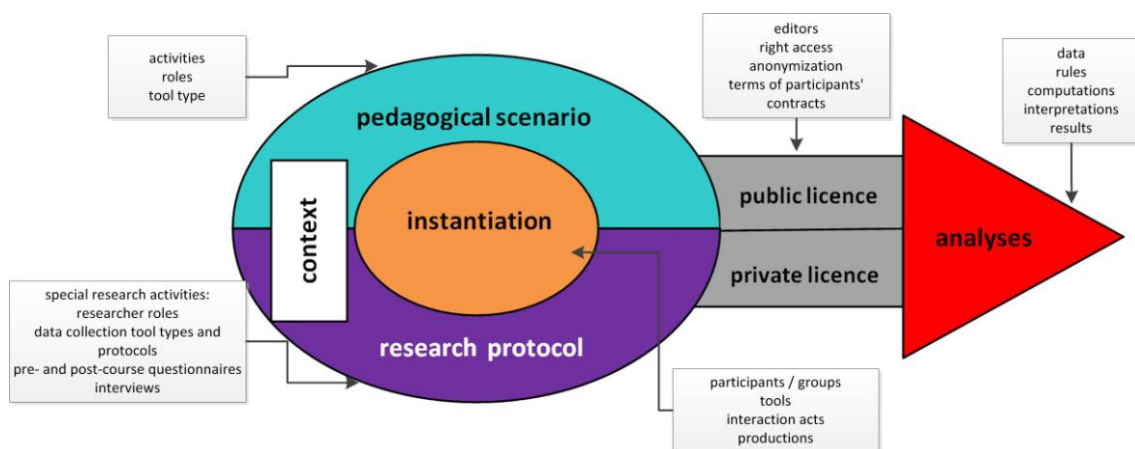 activities
roles
tool type
editors
right access
anonymization
terms of participants'
contracts
data
rules
computations
interpretations
results
pedagogical scenario
context
instantiation
public licence
private licence
analyses
special research activities:
researcher roles
data collection tool types and
protocols
pre- and post-course questionnaires
interviews
research protocol
participants / groups
tools
interaction acts
productions